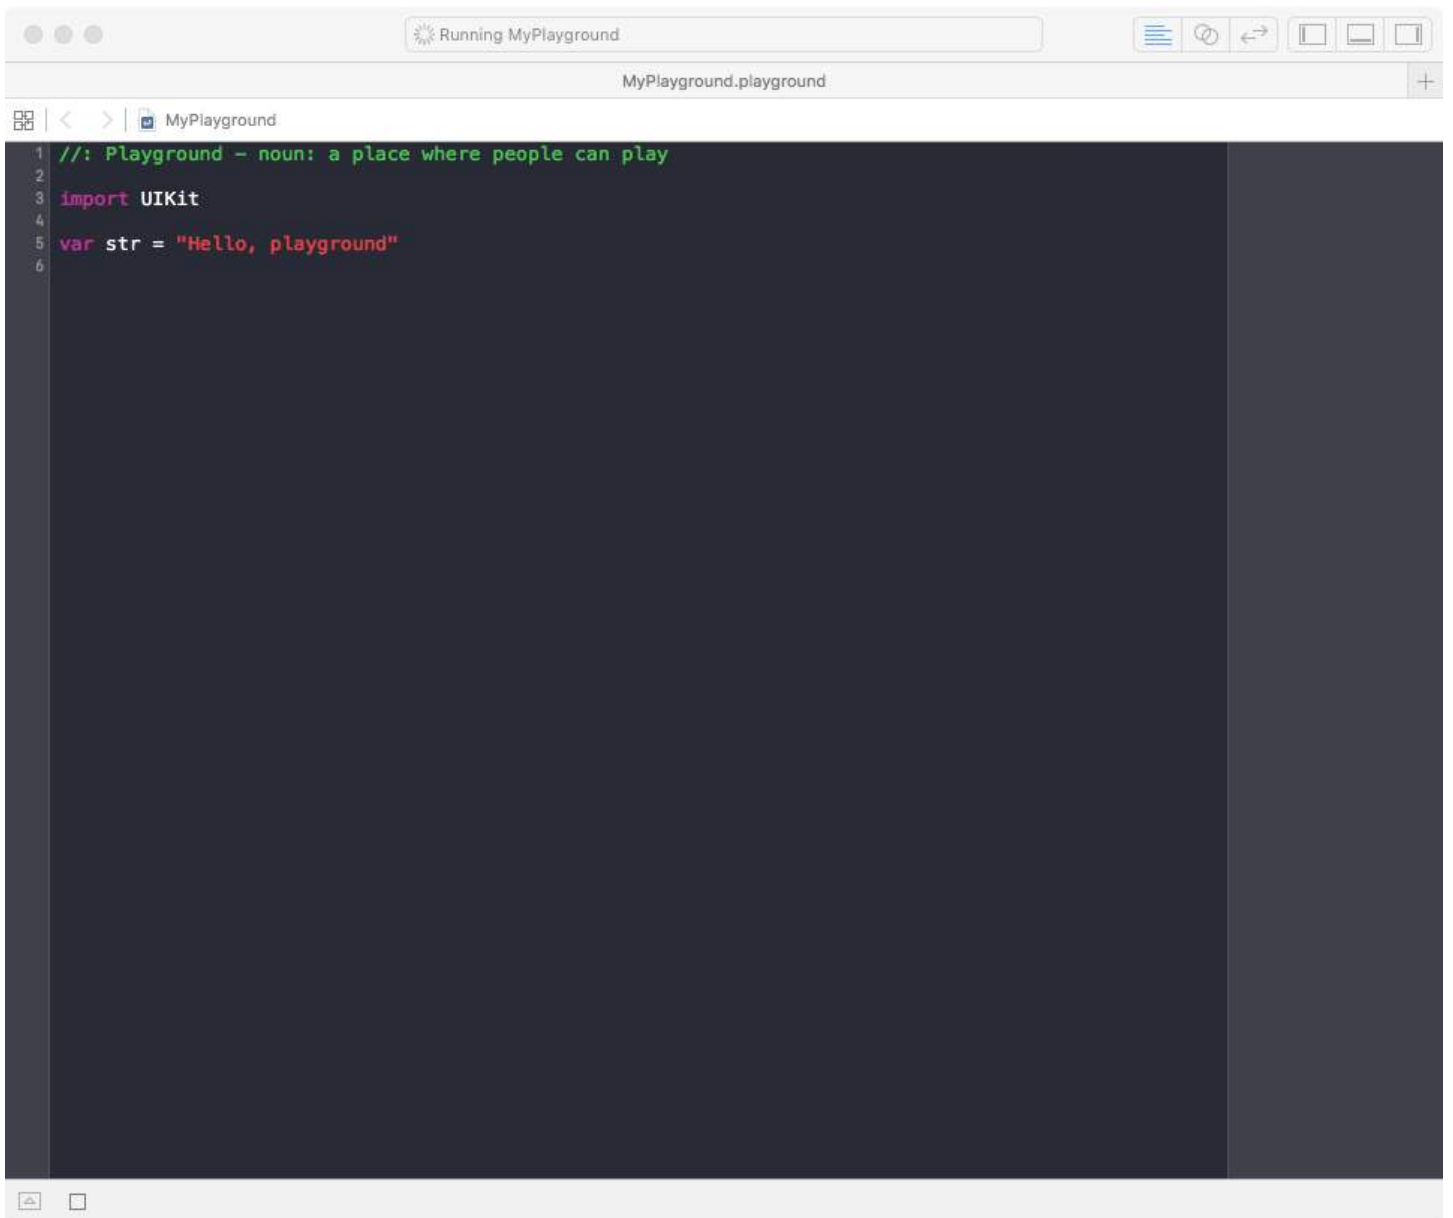 Running MyPlayground
MyPlayground.playground
MyPlayground
1 //: Playground – noun: a place where people can play
2
3 import UIKit
4
5 var str = "Hello, playground"
6